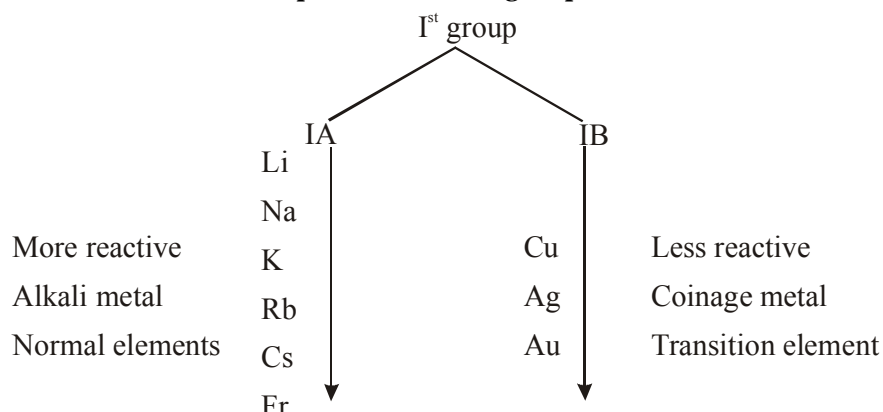 I^st group
IA IB
Li
Na
More reactive K Cu Less reactive
Alkali metal Rb Ag Coinage metal
Normal elements Cs Au Transition element
Fr